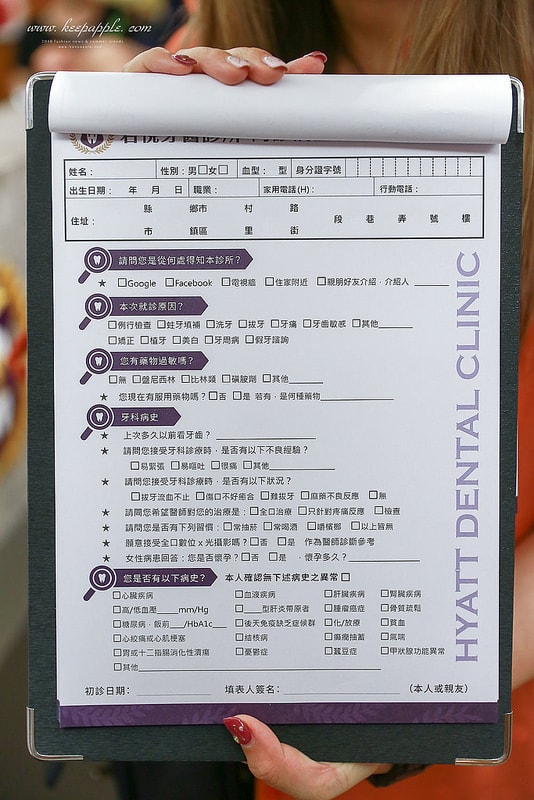 www.keepapple.com
姓名：
性別：男□女□
血型： 型
身分證字號
出生日期： 年 月 日
職業：
家用電話(H)：
行動電話：
住址：
縣 鄉市 村 路
段 巷 弄 號 樓
市 鎮區 里 街
請問您是從何處得知本診所？
★ □Google □Facebook □電視牆 □住家附近 □親朋好友介紹，介紹人
本次就診原因？
□例行檢查 □蛀牙填補 □洗牙 □拔牙 □牙痛 □牙齒敏感 □其他
□矯正 □植牙 □美白 □牙周病 □假牙諮詢
您有藥物過敏嗎？
□無 □盤尼西林 □比林類 □磺胺劑 □其他
★ 您現在有服用藥物嗎？□否 □是 若有，是何種藥物
牙科病史
★ 上次多久以前看牙齒？
★ 請問您接受牙科診療時，是否有以下不良經驗？
□易緊張 □易嘔吐 □很痛 □其他
★ 請問您接受牙科診療時，是否有以下狀況？
□拔牙流血不止 □傷口不好癒合 □難拔牙 □麻藥不良反應 □無
★ 請問您希望醫師對您的治療是：□全口治療 □只針對疼痛反應 □檢查
★ 請問您是否有下列習慣：□常抽菸 □常喝酒 □嚼檳榔 □以上皆無
★ 願意接受全口數位x光攝影嗎？□否 □是 作為醫師診斷參考
★ 女性病患回答：您是否懷孕？□否 □是 ，懷孕多久？
您是否有以下病史？ 本人確認無下述病史之異常 □
□心臟疾病 □血液疾病 □肝臟疾病 □腎臟疾病
□高/低血壓____mm/Hg □____型肝炎帶原者 □腫瘤癌症 □骨質疏鬆
□糖尿病，飯前___/HbA1c___ □後天免疫缺乏症候群 □化/放療 □貧血
□心絞痛或心肌梗塞 □結核病 □癲癇抽蓄 □氣喘
□胃或十二指腸消化性潰瘍 □憂鬱症 □蠶豆症 □甲狀腺功能異常
□其他
初診日期： 填表人簽名： （本人或親友）
HYATT DENTAL CLINIC